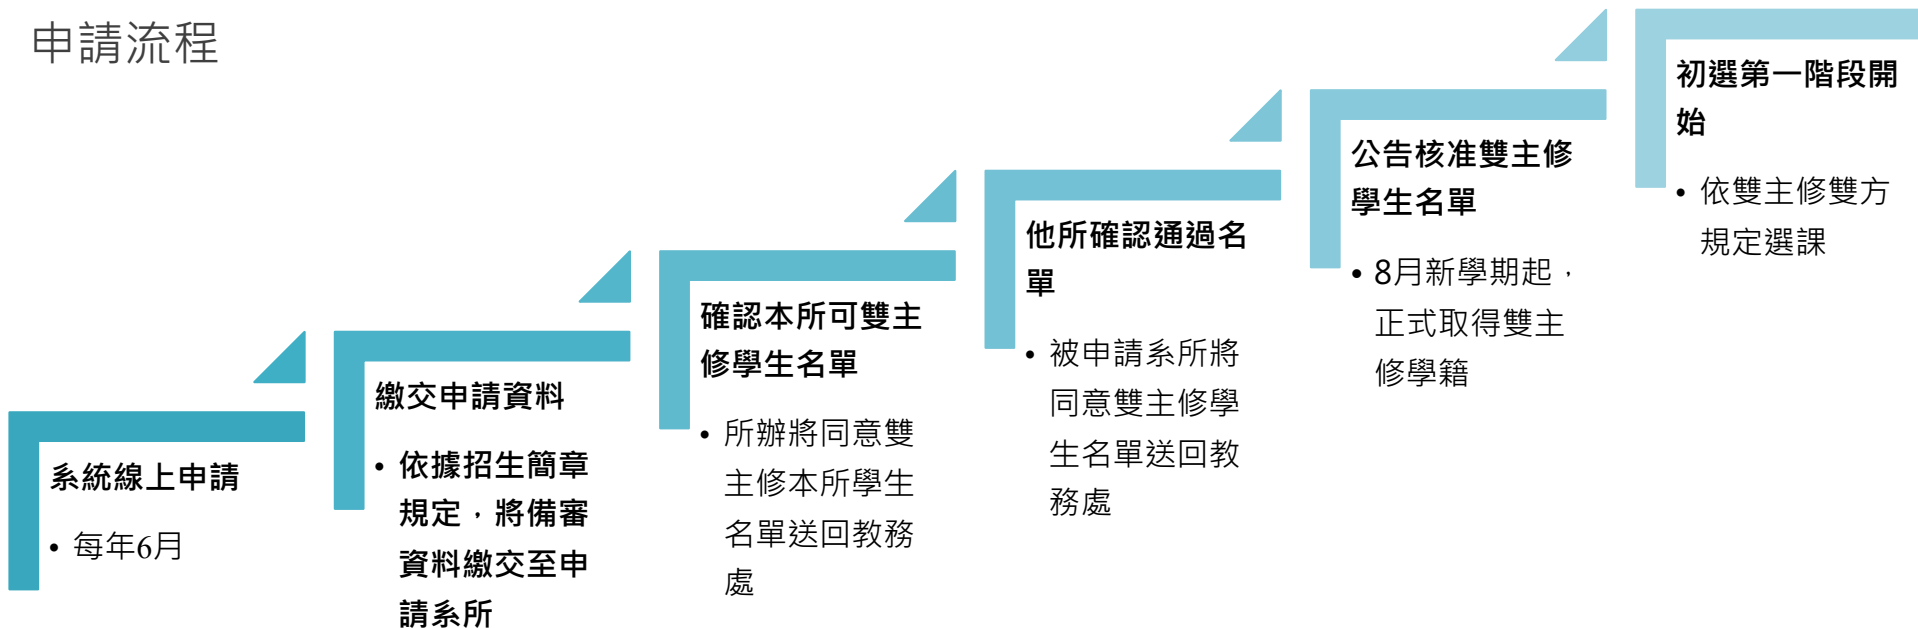 申請流程
系統線上申請
• 每年6月
繳交申請資料
• 依據招生簡章
規定，將備審
資料繳交至申
請系所
確認本所可雙主
修學生名單
• 所辦將同意雙
主修本所學生
名單送回教務
處
他所確認通過名
單
• 被申請系所將
同意雙主修學
生名單送回教
務處
公告核准雙主修
學生名單
• 8月新學期起，
正式取得雙主
修學籍
初選第一階段開
始
• 依雙主修雙方
規定選課